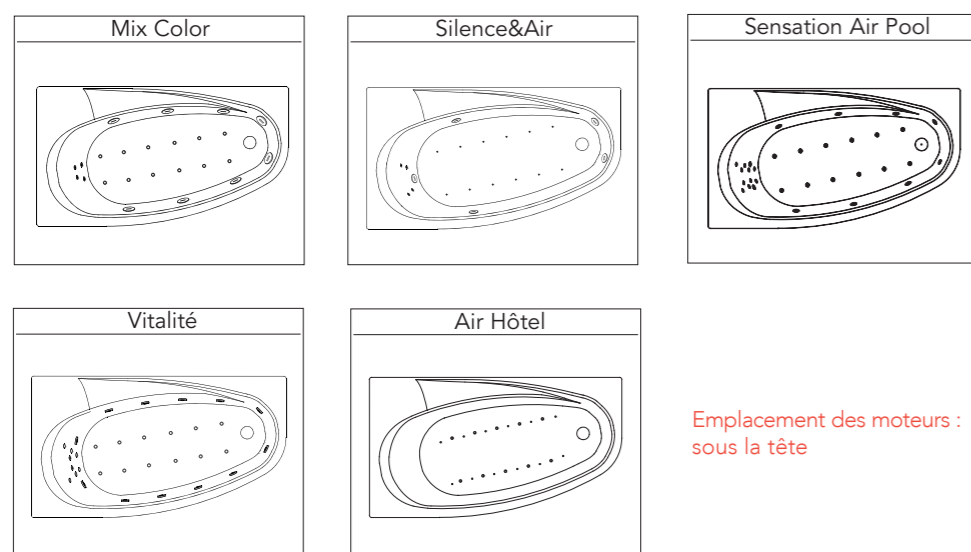 Mix Color
Silence&Air
Sensation Air Pool
Vitalité
Air Hôtel
Emplacement des moteurs :
sous la tête